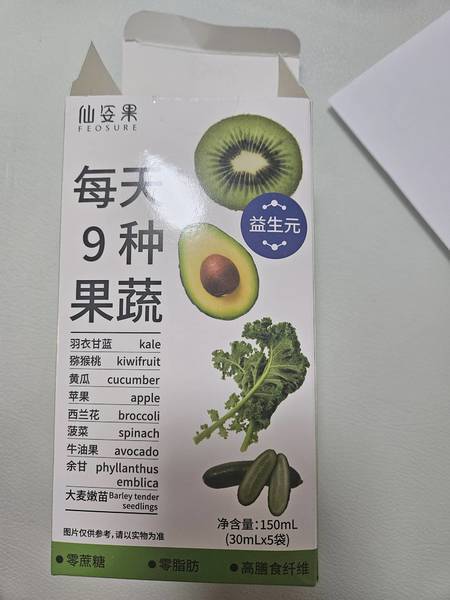 仙姿果
FEOSURE
每天
9种
果蔬
益生元
羽衣甘蓝 kale
猕猴桃 kiwifruit
黄瓜 cucumber
苹果 apple
西兰花 broccoli
菠菜 spinach
牛油果 avocado
余甘 phyllanthus emblica
大麦嫩苗 Barley tender seedlings
图片仅供参考,请以实物为准
净含量:150mL
(30mLx5袋)
•零蔗糖 •零脂肪 •高膳食纤维